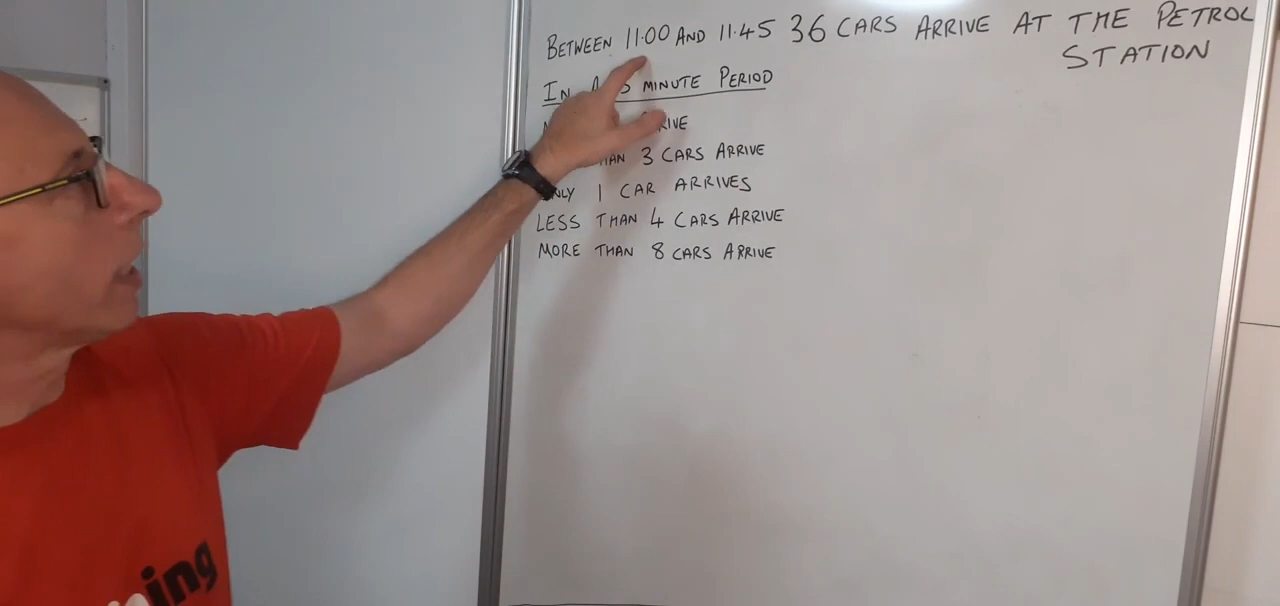 BETWEEN 11.00 AND 11.45 36 CARS ARRIVE AT THE PETROL
STATION
IN A MINUTE PERIOD
3 CARS ARRIVE
1 CAR ARRIVES
LESS THAN 4 CARS ARRIVE
MORE THAN 8 CARS ARRIVE
ing